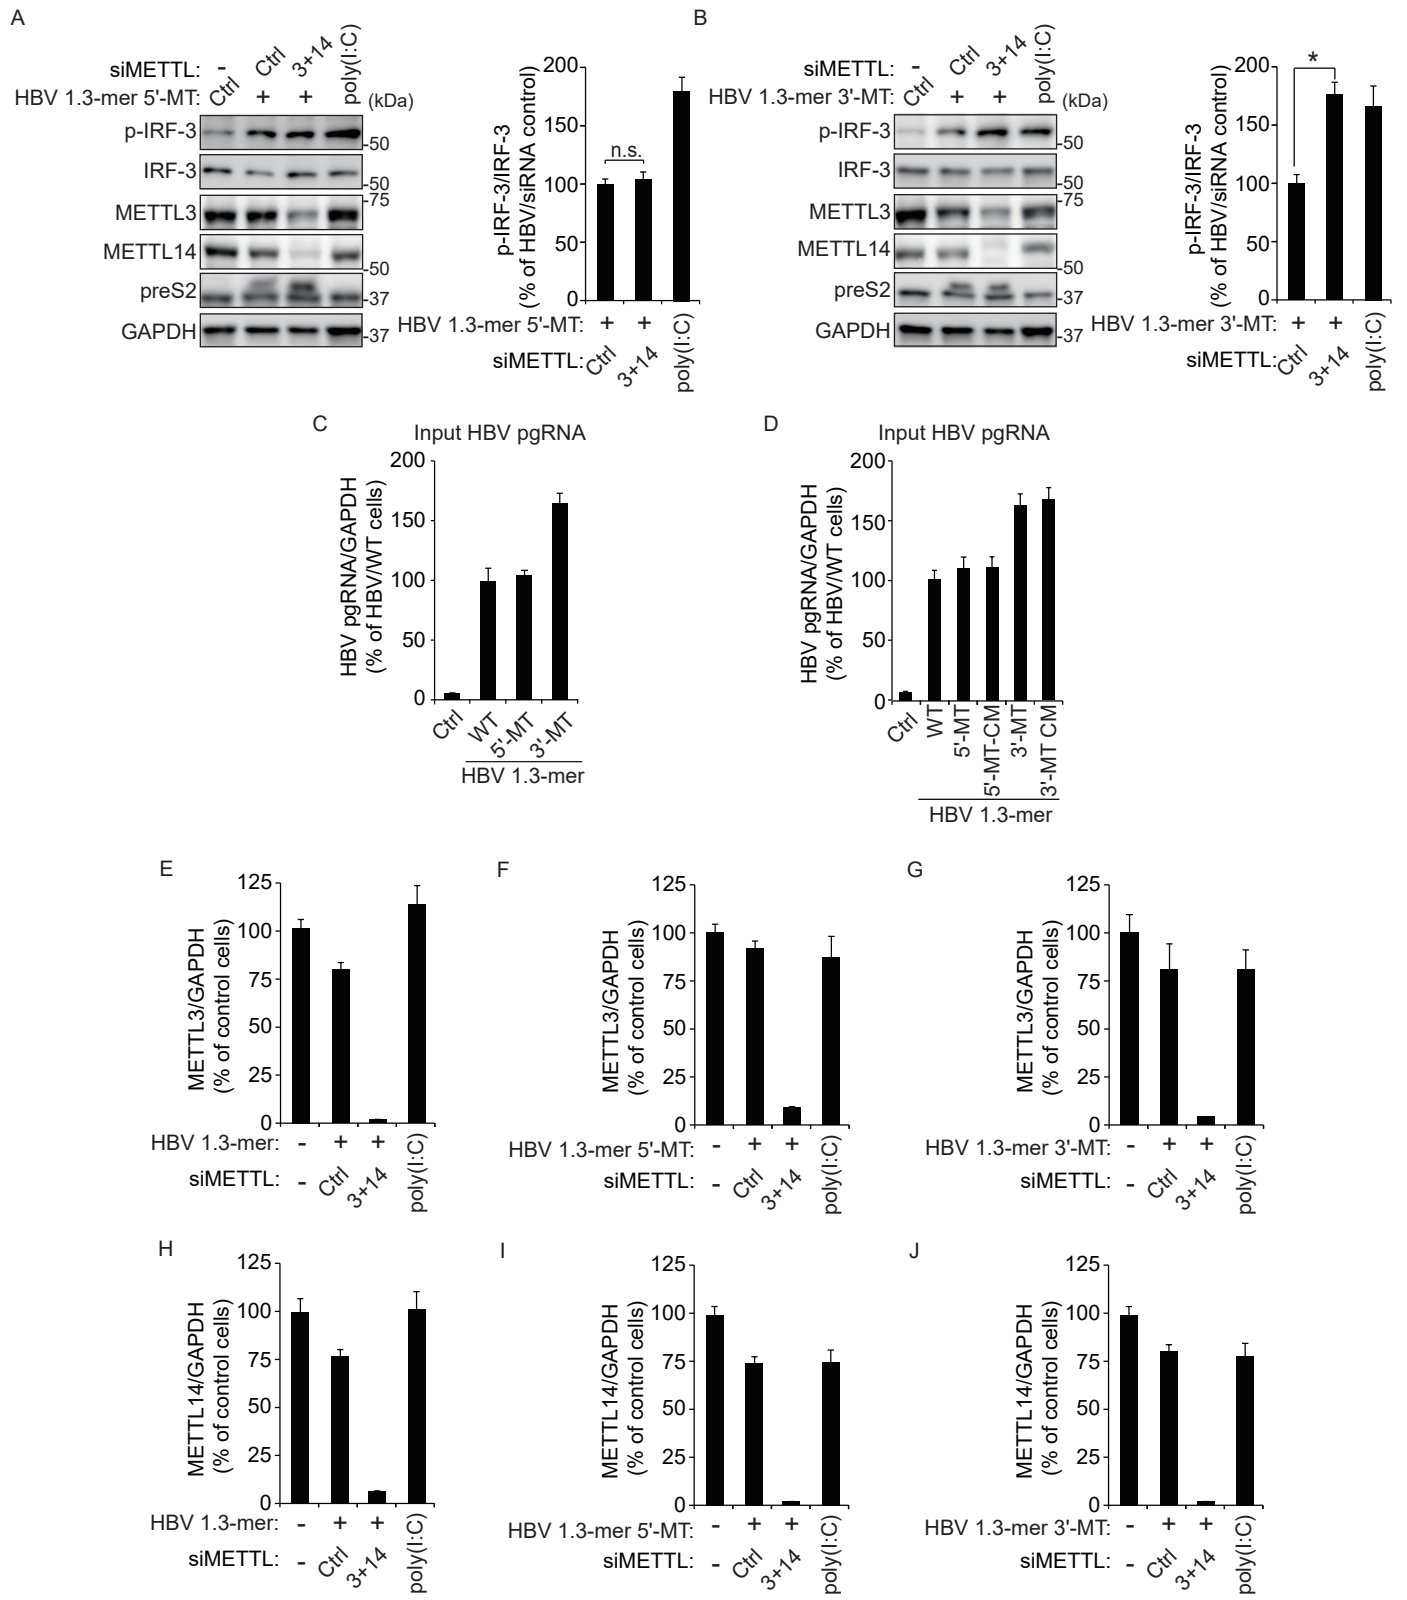 A
siMETTL: - Ctrl 3+14 poly(I:C)
HBV 1.3-mer 5'-MT: Ctrl + + (kDa)
p-IRF-3 -50
IRF-3 -50
METTL3 -75
METTL14 -50
preS2 -37
GAPDH -37
p-IRF-3/IRF-3
(% of HBV/siRNA control)
200
150
100
50
0
n.s.
HBV 1.3-mer 5'-MT: + +
siMETTL: Ctrl 3+14 poly(I:C)
B
siMETTL: - Ctrl 3+14 poly(I:C)
HBV 1.3-mer 3'-MT: Ctrl + + (kDa)
p-IRF-3 -50
IRF-3 -50
METTL3 -75
METTL14 -50
preS2 -37
GAPDH -37
p-IRF-3/IRF-3
(% of HBV/siRNA control)
200
150
100
50
0
*
HBV 1.3-mer 3'-MT: + +
siMETTL: Ctrl 3+14 poly(I:C)
C
Input HBV pgRNA
HBV pgRNA/GAPDH
(% of HBV/WT cells)
200
150
100
50
0
Ctrl WT 5'-MT 3'-MT
HBV 1.3-mer
D
Input HBV pgRNA
HBV pgRNA/GAPDH
(% of HBV/WT cells)
200
150
100
50
0
Ctrl WT 5'-MT 5'-MT-CM 3'-MT 3'-MT CM
HBV 1.3-mer
E
METTL3/GAPDH
(% of control cells)
125
100
75
50
25
0
HBV 1.3-mer: - + +
siMETTL: - Ctrl 3+14 poly(I:C)
F
METTL3/GAPDH
(% of control cells)
125
100
75
50
25
0
HBV 1.3-mer 5'-MT: - + +
siMETTL: - Ctrl 3+14 poly(I:C)
G
METTL3/GAPDH
(% of control cells)
125
100
75
50
25
0
HBV 1.3-mer 3'-MT: - + +
siMETTL: - Ctrl 3+14 poly(I:C)
H
METTL14/GAPDH
(% of control cells)
125
100
75
50
25
0
HBV 1.3-mer: - + +
siMETTL: - Ctrl 3+14 poly(I:C)
I
METTL14/GAPDH
(% of control cells)
125
100
75
50
25
0
HBV 1.3-mer 5'-MT: - + +
siMETTL: - Ctrl 3+14 poly(I:C)
J
METTL14/GAPDH
(% of control cells)
125
100
75
50
25
0
HBV 1.3-mer 3'-MT: - + +
siMETTL: - Ctrl 3+14 poly(I:C)